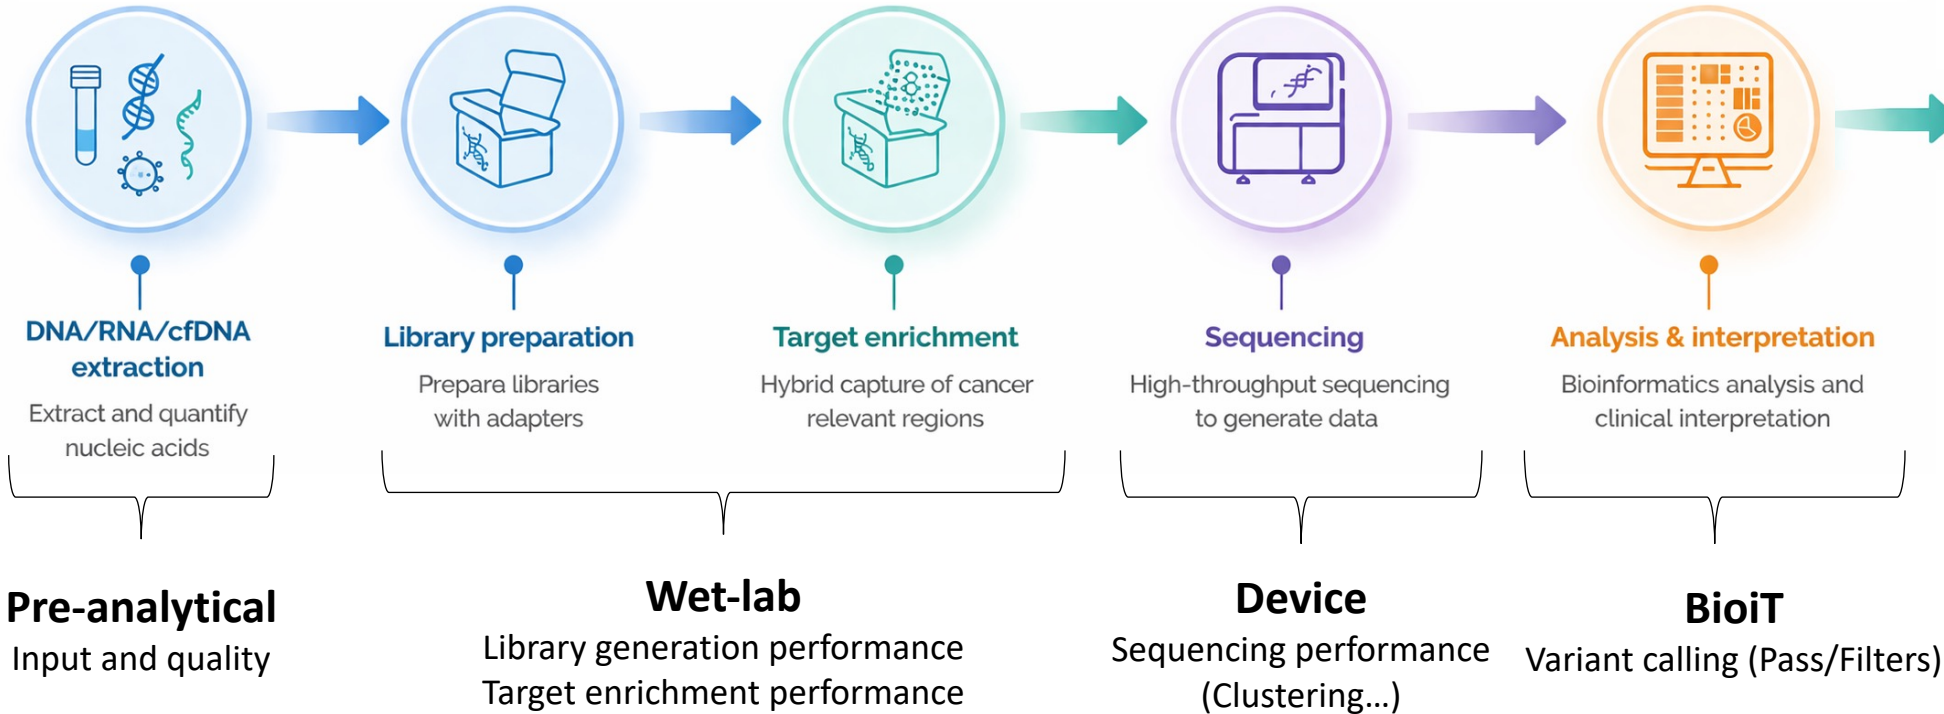 DNA/RNA/cfDNA
extraction
Extract and quantify
nucleic acids
Library preparation
Prepara libraries
with adapters
Target enrichment
Hybrid capture of cancer
relevant regions
Sequencing
High-throughput sequencing
to generate data
Analysis & interpretation
Bioinformatics analysis and
clinical interpretation
Pre-analytical
Input and quality
Wet-lab
Library generation performance
Target enrichment performance
Device
Sequencing performance
(Clustering...)
BioiT
Variant calling (Pass/Filters)